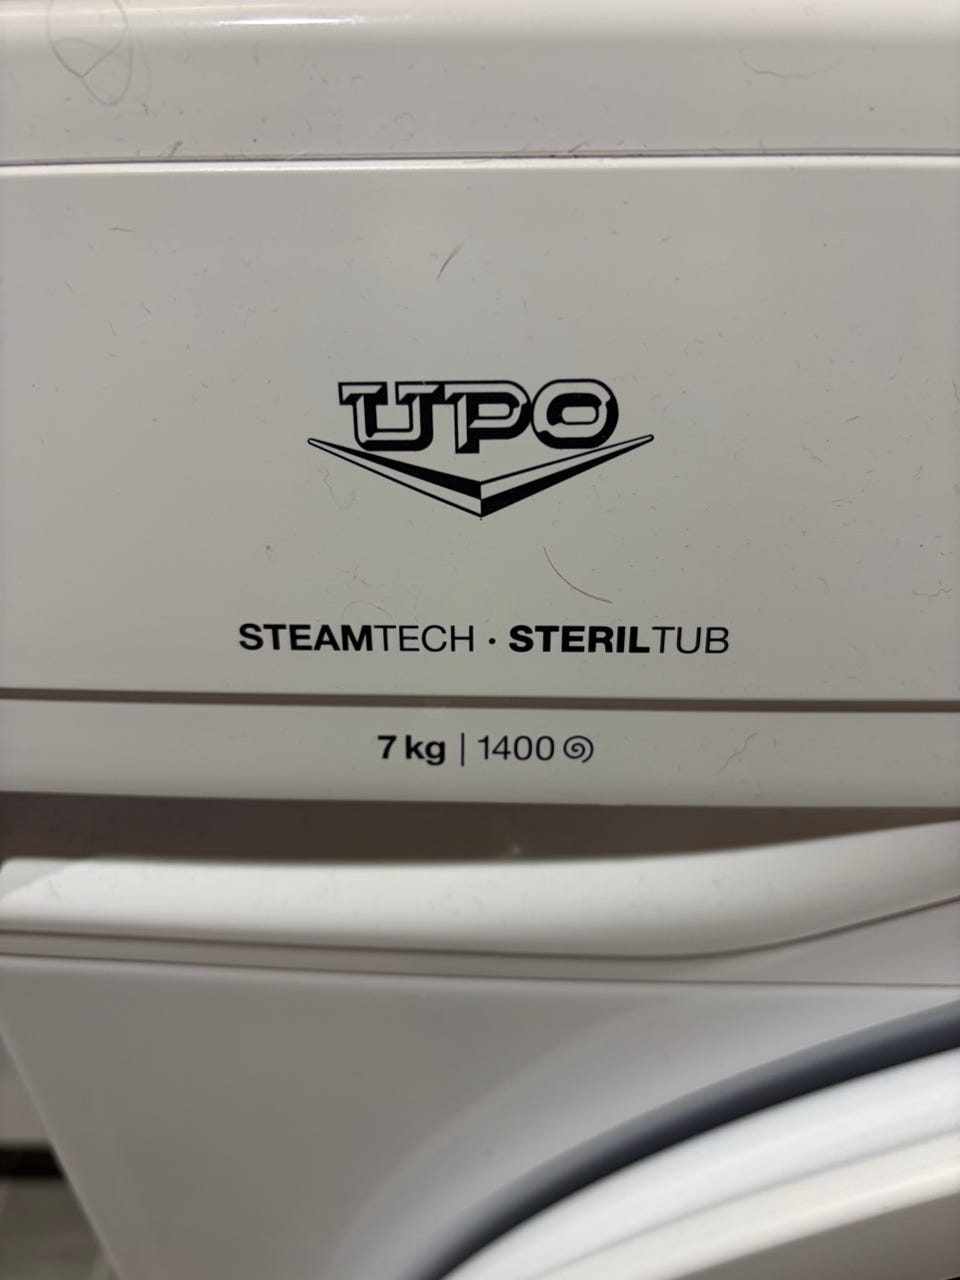 UPO
STEAMTECH · STERILTUB
7 kg | 1400